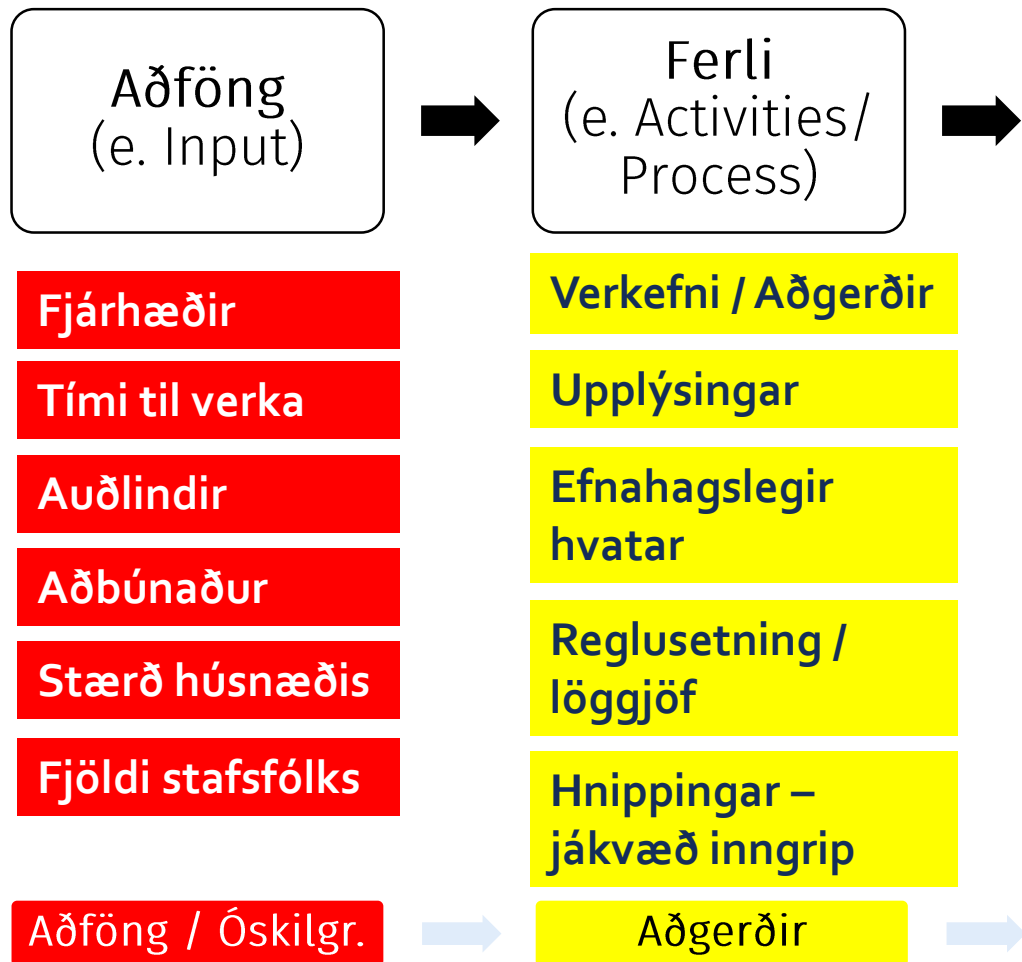 Aðföng
(e. Input)
Ferli
(e. Activities/
Process)
Fjárhæðir
Tími til verka
Auðlindir
Aðbúnaður
Stærð húsnæðis
Fjöldi stafsfólks
Verkefni / Aðgerðir
Upplýsingar
Efnahagslegir
hvatar
Reglusetning /
löggjöf
Hnippingar –
jákvæð inngrip
Aðföng / Óskilgr.
Aðgerðir